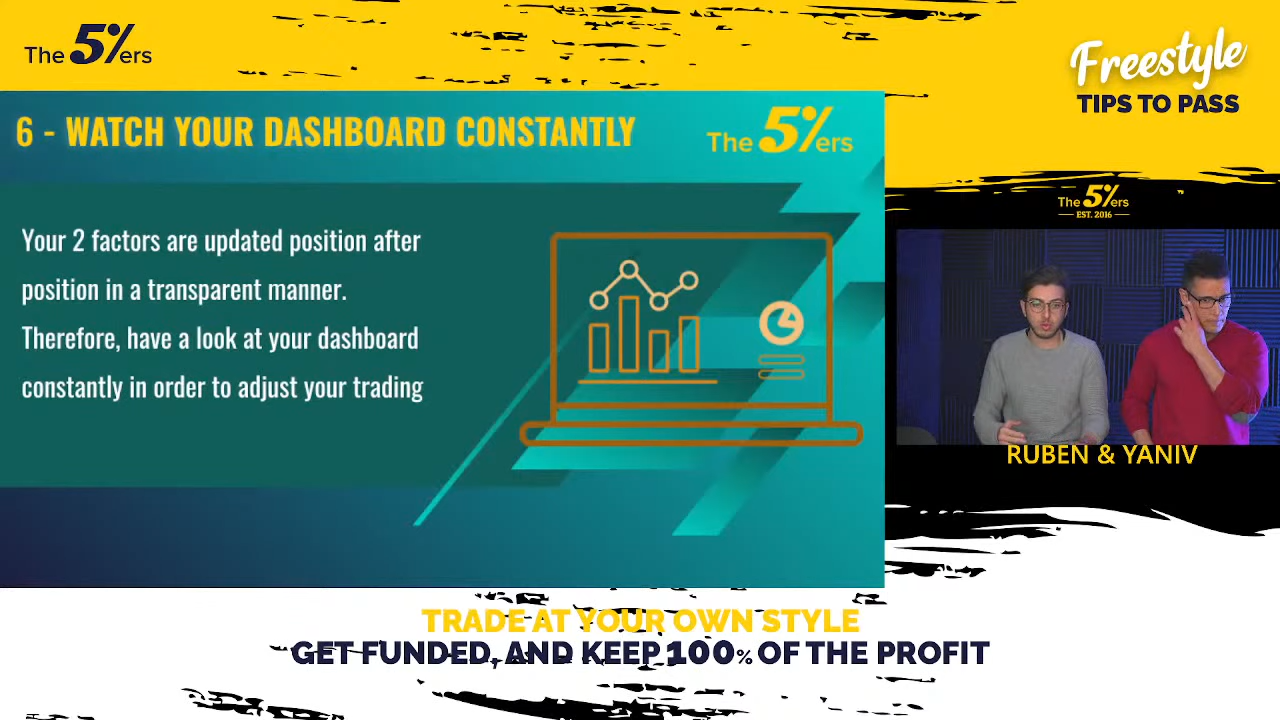 The 5%ers
Freestyle
TIPS TO PASS
6 - WATCH YOUR DASHBOARD CONSTANTLY
The 5%ers
Your 2 factors are updated position after
position in a transparent manner.
Therefore, have a look at your dashboard
constantly in order to adjust your trading
The 5%ers
EST. 2016
RUBEN & YANIV
TRADE AT YOUR OWN STYLE
GET FUNDED, AND KEEP 100% OF THE PROFIT